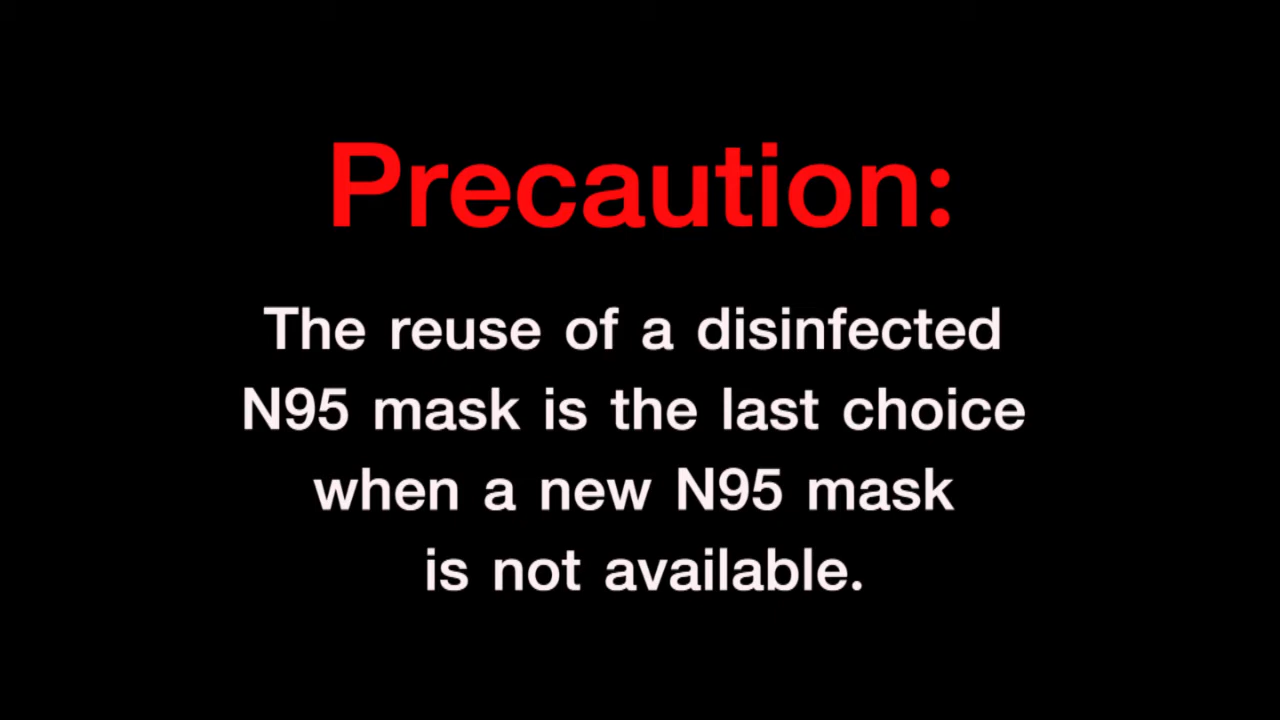 Precaution:
The reuse of a disinfected
N95 mask is the last choice
when a new N95 mask
is not available.